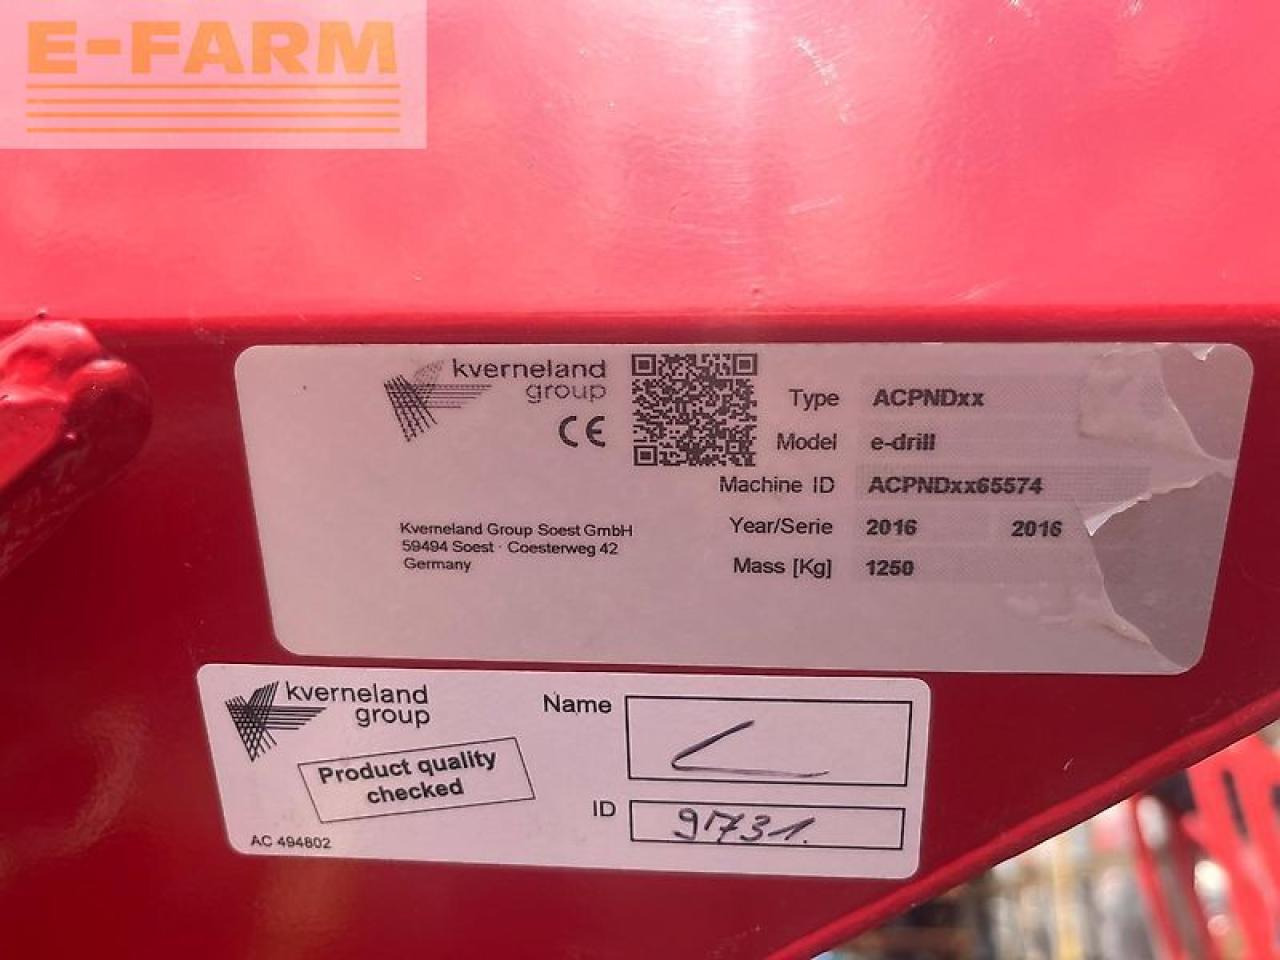 E-FARM
kverneland
group
CE
Type ACPNDxx
Model e-drill
Machine ID ACPNDxx65574
Year/Serie 2016 2016
Mass [Kg] 1250
Kverneland Group Soest GmbH
59494 Soest · Coesterweg 42
Germany
kverneland
group
Product quality
checked
AC 494802
Name
ID 91731.